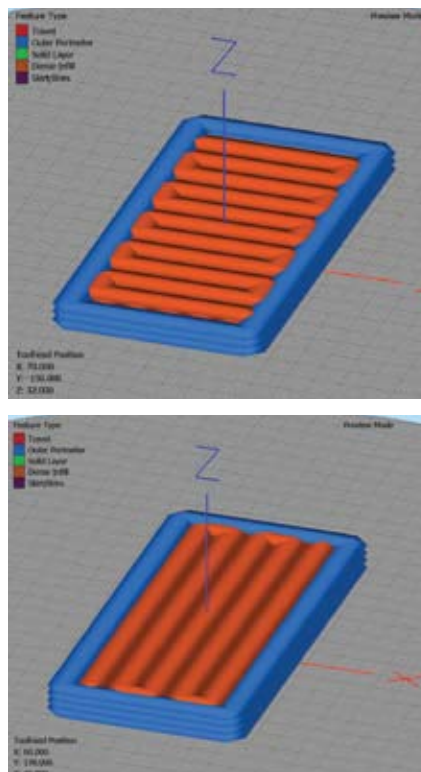 Feature Type
Preview Mode
Travel
Outer Perimeter
Solid Layer
Dense Infill
Skirt/Brim
Z
Toolhead Position
X: 70.000
Y: -150.000
Z: 32.000
Feature Type
Preview Mode
Travel
Outer Perimeter
Solid Layer
Dense Infill
Skirt/Brim
Z
X
Toolhead Position
X: 60.000